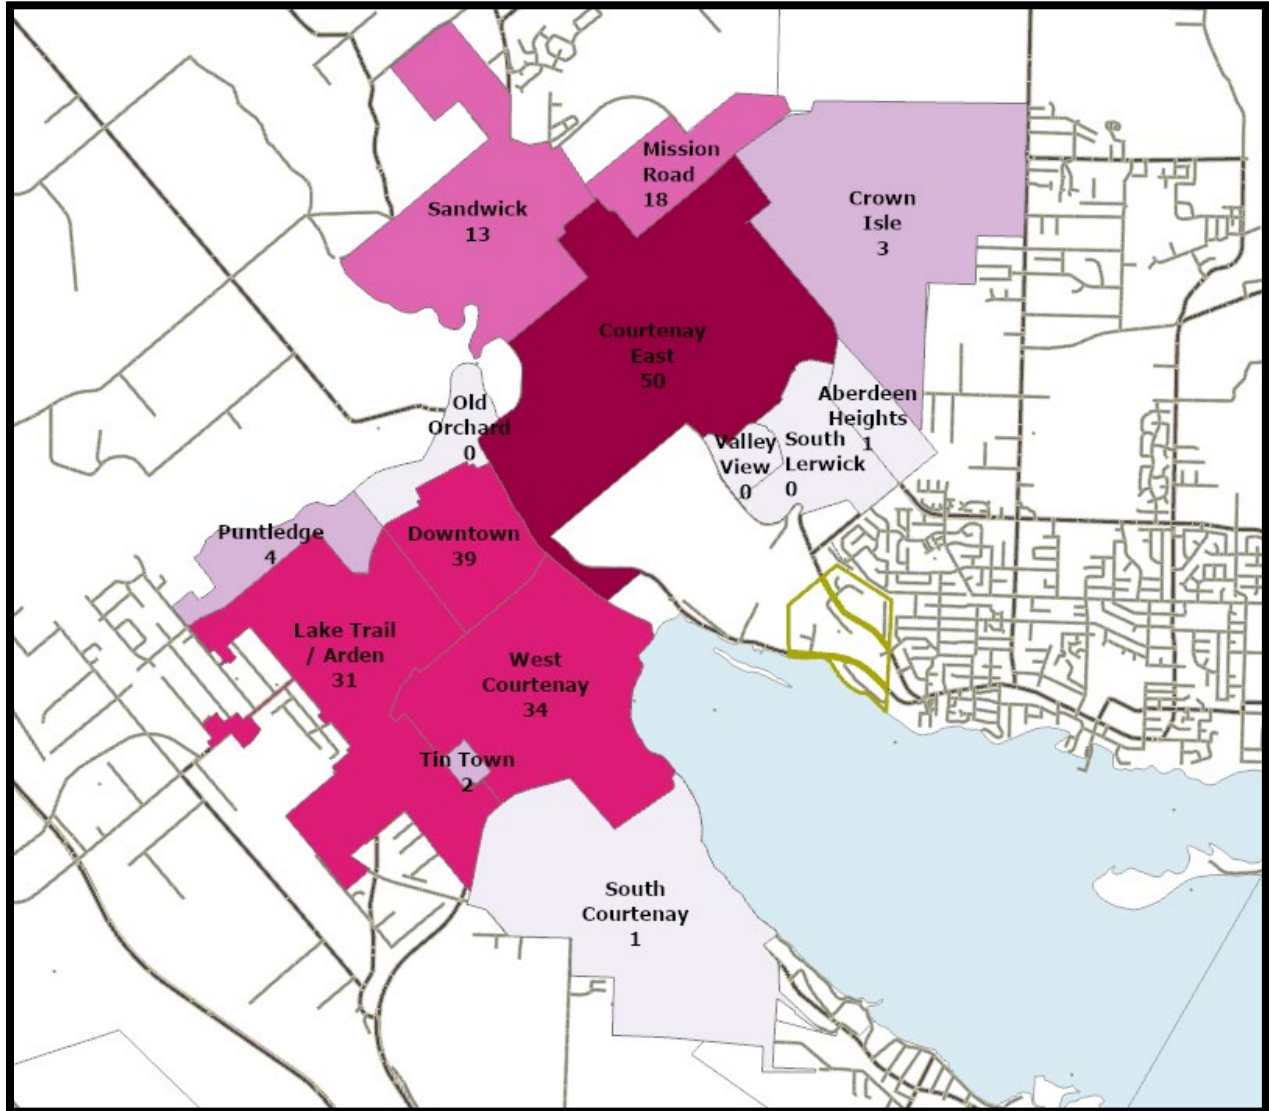 Mission
Road
18
Sandwick
13
Crown
Isle
3
Courtenay
East
50
Aberdeen
Heights
1
Old
Orchard
0
Valley
View
0
South
Lerwick
0
Puntledge
4
Downtown
39
Lake Trail
/ Arden
31
West
Courtenay
34
Tin Town
2
South
Courtenay
1